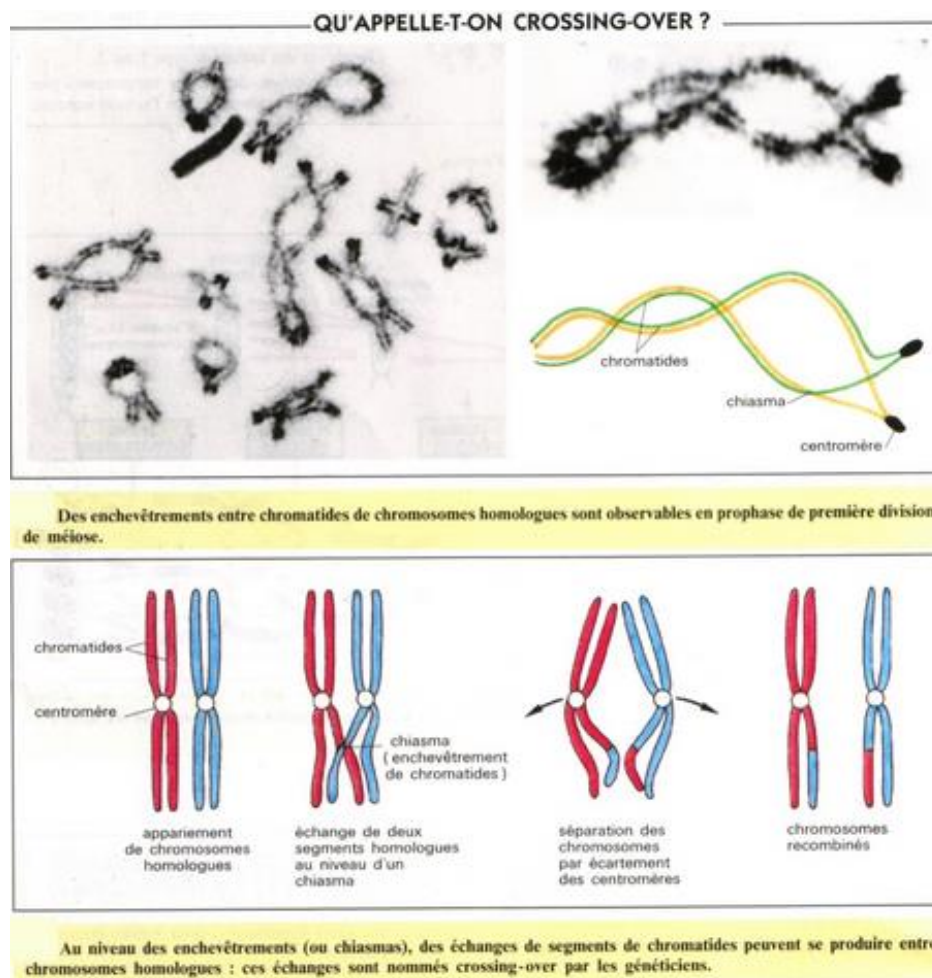 QU'APPELLE-T-ON CROSSING-OVER ?
chromatides
chiasma
centromère
Des enchevêtrements entre chromatides de chromosomes homologues sont observables en prophase de première division
de méiose.
chromatides
centromère
chiasma
( enchevêtrement
de chromatides )
appariement
de chromosomes
homologues
échange de deux
segments homologues
au niveau d'un
chiasma
séparation des
chromosomes
par écartement
des centromères
chromosomes
recombinés
Au niveau des enchevêtrements (ou chiasmas), des échanges de segments de chromatides peuvent se produire entre
chromosomes homologues : ces échanges sont nommés crossing-over par les généticiens.